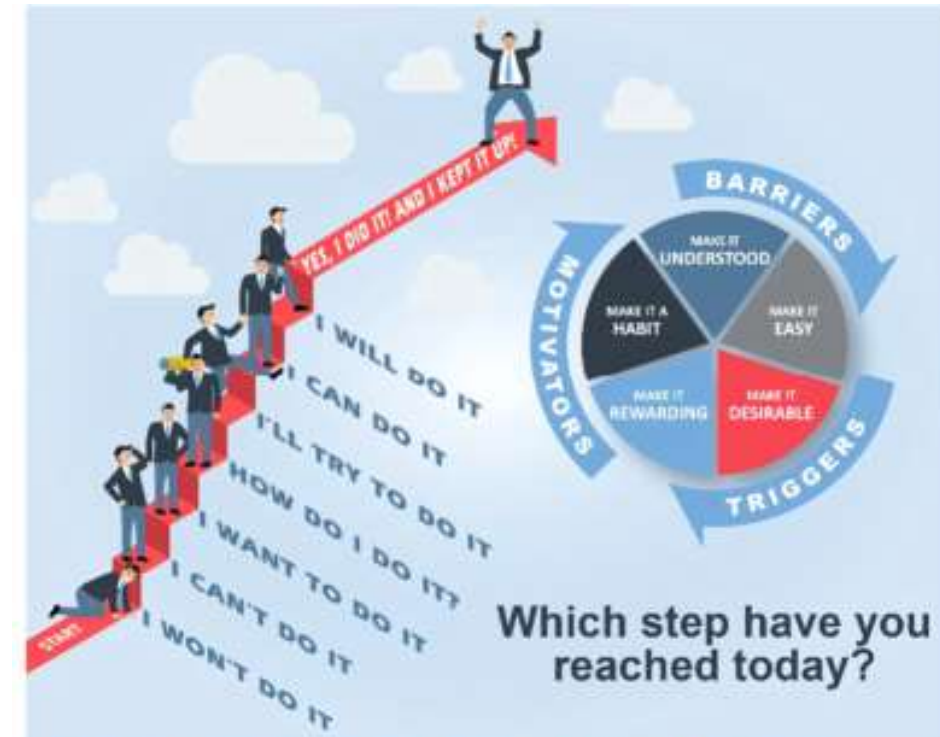 YES, I DID IT! AND I KEPT IT UP!
I WILL DO IT
I CAN DO IT
I'LL TRY TO DO IT
HOW DO I DO IT?
I WANT TO DO IT
I CAN'T DO IT
I WON'T DO IT
START
BARRIERS
TRIGGERS
MOTIVATORS
MAKE IT
UNDERSTOOD
MAKE IT
EASY
MAKE IT
DESIRABLE
MAKE IT
REWARDING
MAKE IT A
HABIT
Which step have you
reached today?